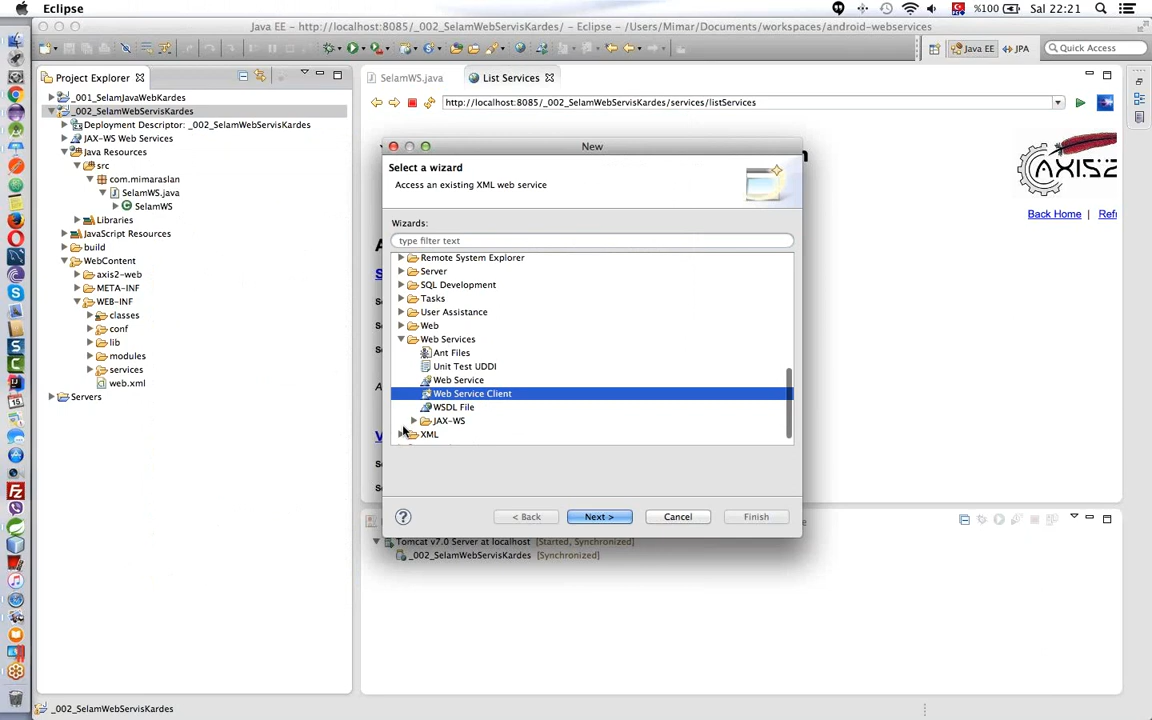 Eclipse
%100
Sal 22:21
Java EE - http://localhost:8085/_002_SelamWebServisKardes/ - Eclipse - /Users/Mimar/Documents/workspaces/android-webservices
Java EE
JPA
Quick Access
Project Explorer
SelamWS.java
List Services
_001_SelamJavaWebKardes
_002_SelamWebServisKardes
Deployment Descriptor: _002_SelamWebServisKardes
JAX-WS Web Services
Java Resources
src
com.mimaraslan
SelamWS.java
SelamWS
Libraries
JavaScript Resources
build
WebContent
axis2-web
META-INF
WEB-INF
classes
conf
lib
modules
services
web.xml
Servers
http://localhost:8085/_002_SelamWebServisKardes/services/listServices
AXIS2
Back Home | Refr
New
Select a wizard
Access an existing XML web service
Wizards:
type filter text
Remote System Explorer
Server
SQL Development
Tasks
User Assistance
Web
Web Services
Ant Files
Unit Test UDDI
Web Service
Web Service Client
WSDL File
JAX-WS
XML
?
< Back
Next >
Cancel
Finish
Tomcat v7.0 Server at localhost [Started, Synchronized]
_002_SelamWebServisKardes [Synchronized]
_002_SelamWebServisKardes